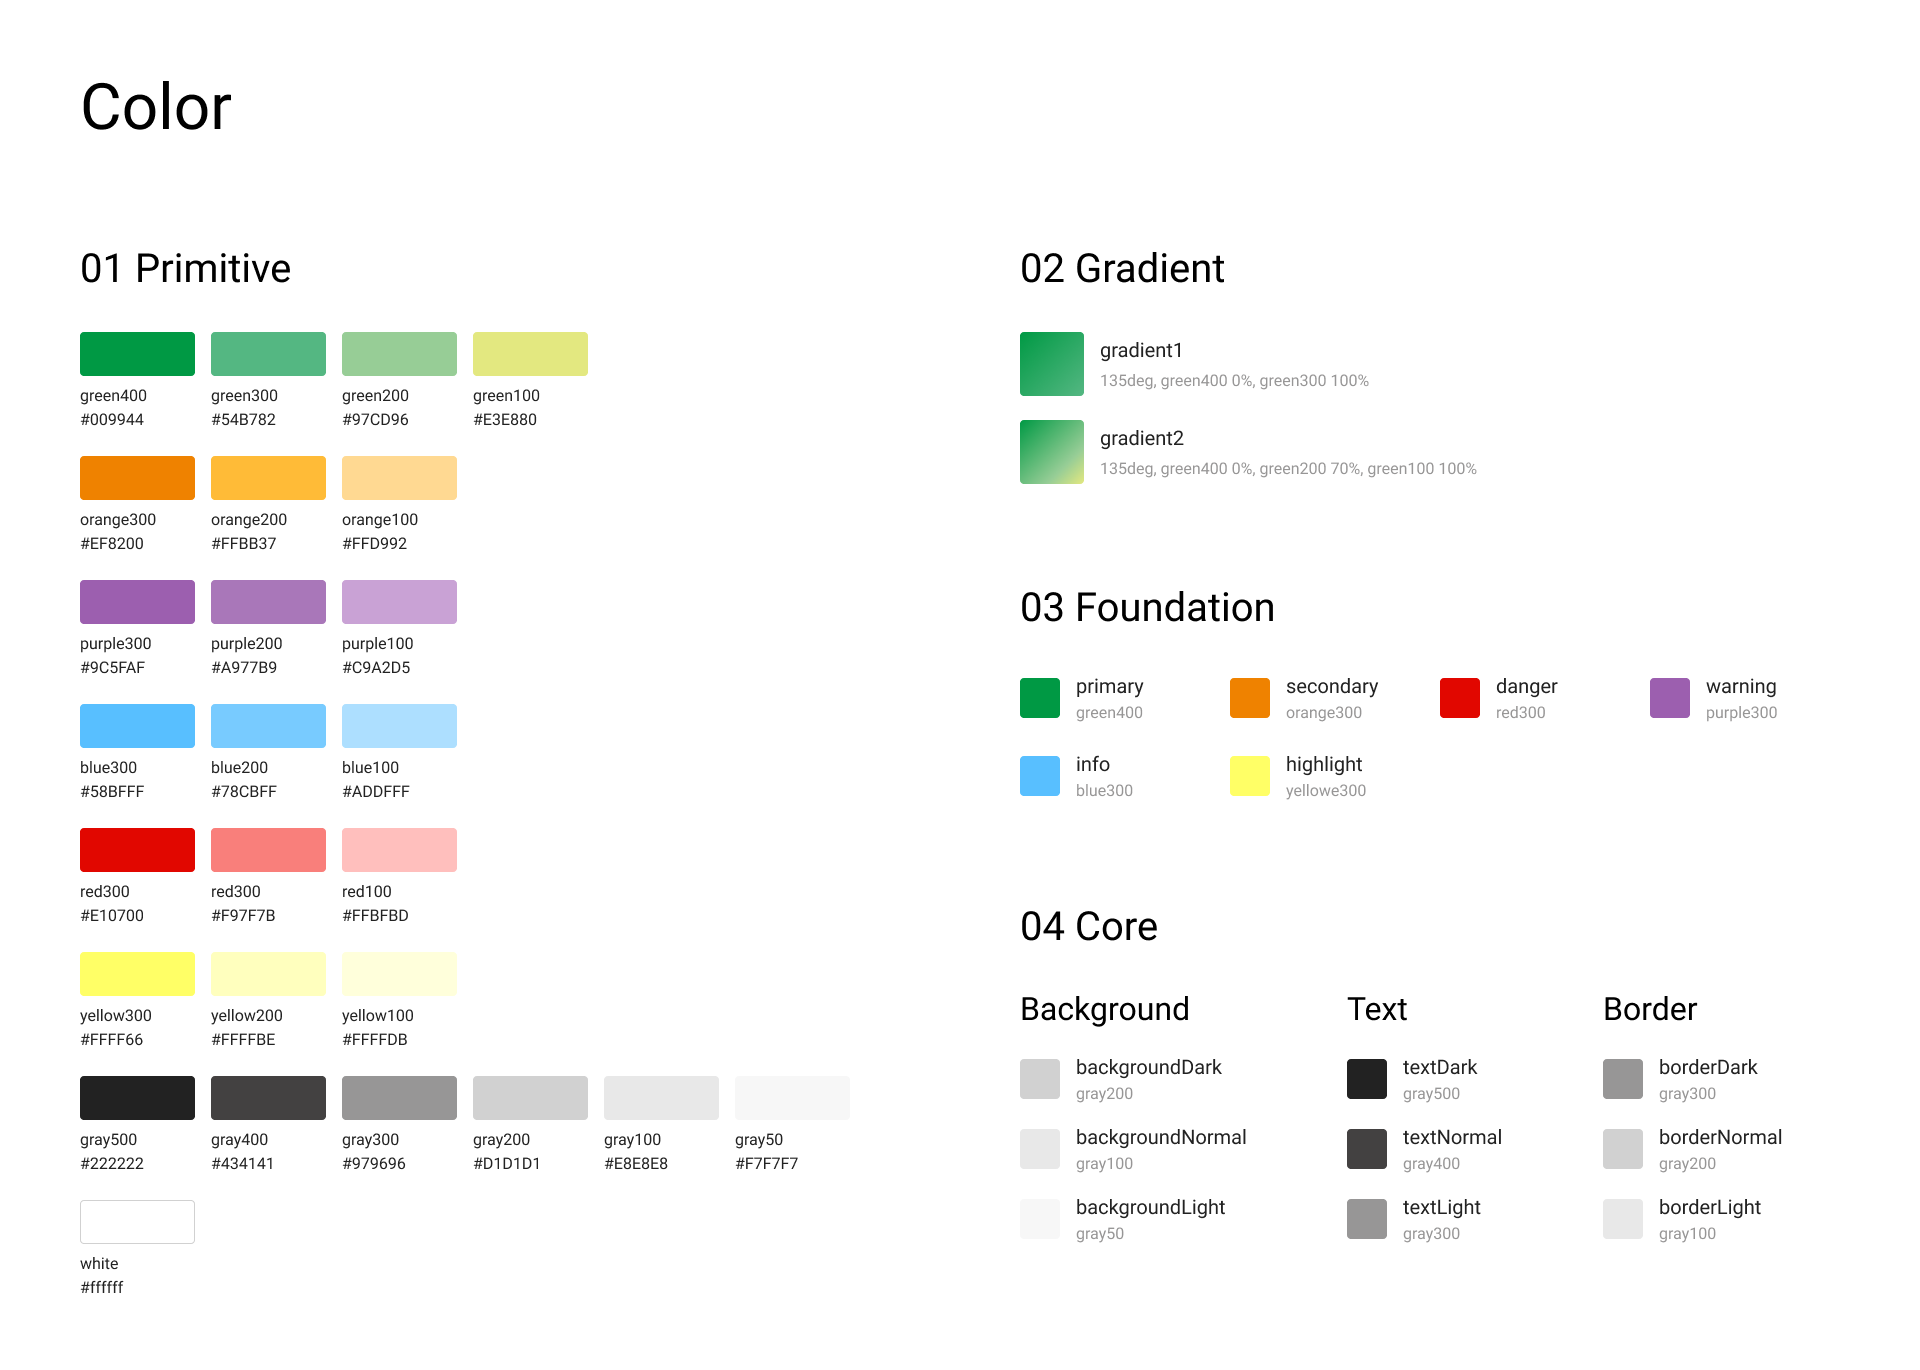 Color
01 Primitive
green400 green300 green200 green100
#009944 #54B782 #97CD96 #E3E880
orange300 orange200 orange100
#EF8200 #FFBB37 #FFD992
purple300 purple200 purple100
#9C5FAF #A977B9 #C9A2D5
blue300 blue200 blue100
#58BFFF #78CBFF #ADDFFF
red300 red300 red100
#E10700 #F97F7B #FFBFBD
yellow300 yellow200 yellow100
#FFFF66 #FFFFBE #FFFFDB
gray500 gray400 gray300 gray200 gray100 gray50
#222222 #434141 #979696 #D1D1D1 #E8E8E8 #F7F7F7
white
#ffffff
02 Gradient
gradient1
135deg, green400 0%, green300 100%
gradient2
135deg, green400 0%, green200 70%, green100 100%
03 Foundation
primary secondary danger warning
green400 orange300 red300 purple300
info highlight
blue300 yellowe300
04 Core
Background Text Border
backgroundDark textDark borderDark
gray200 gray500 gray300
backgroundNormal textNormal borderNormal
gray100 gray400 gray200
backgroundLight textLight borderLight
gray50 gray300 gray100